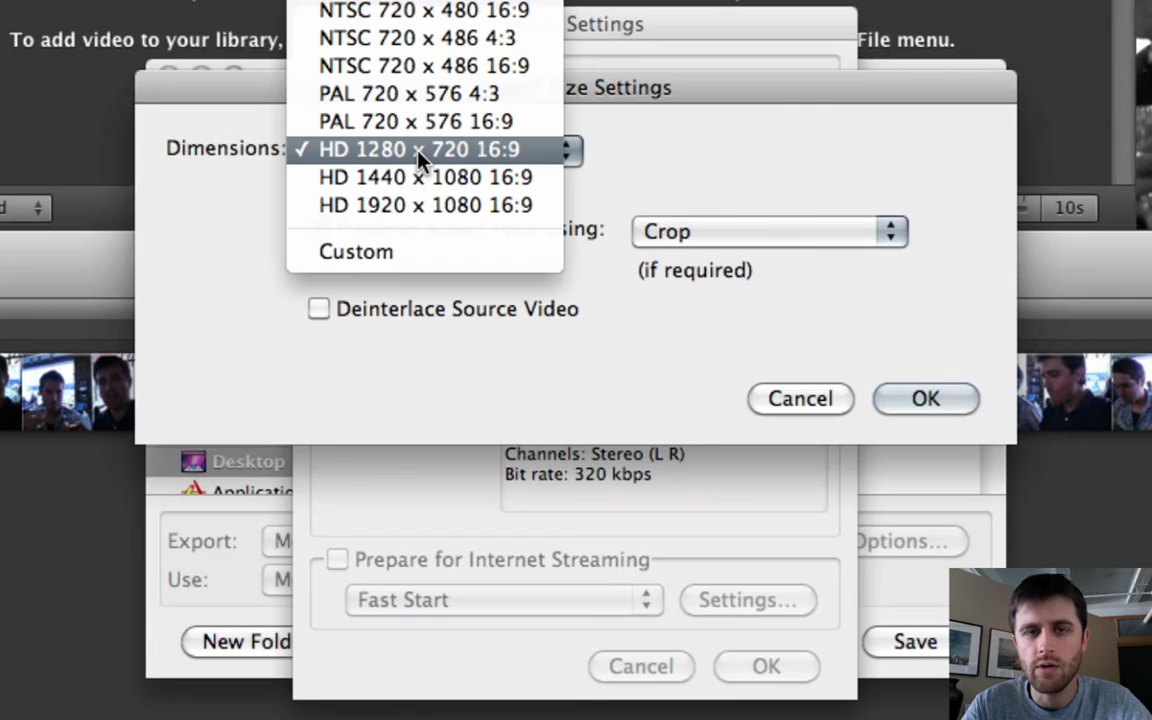 NTSC 720 x 480 16:9
Settings
To add video to your library,
NTSC 720 x 486 4:3
File menu.
NTSC 720 x 486 16:9
ze Settings
PAL 720 x 576 4:3
PAL 720 x 576 16:9
Dimensions:
✓ HD 1280 x 720 16:9
HD 1440 x 1080 16:9
d
10s
HD 1920 x 1080 16:9
sing:
Crop
Custom
(if required)
Deinterlace Source Video
Cancel
OK
Channels: Stereo (L R)
Desktop
Bit rate: 320 kbps
Export:
M
Options...
Prepare for Internet Streaming
Use:
M
Fast Start
Settings...
New Fold
Save
Cancel
OK